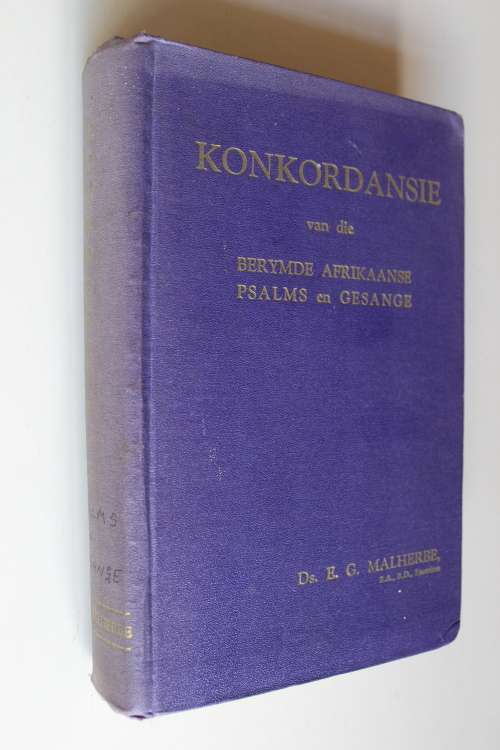 KONKORDANSIE
van die
BERYMDE AFRIKAANSE
PSALMS en GESANGE
Ds. E. G. MALHERBE,
B.A., B.D.,